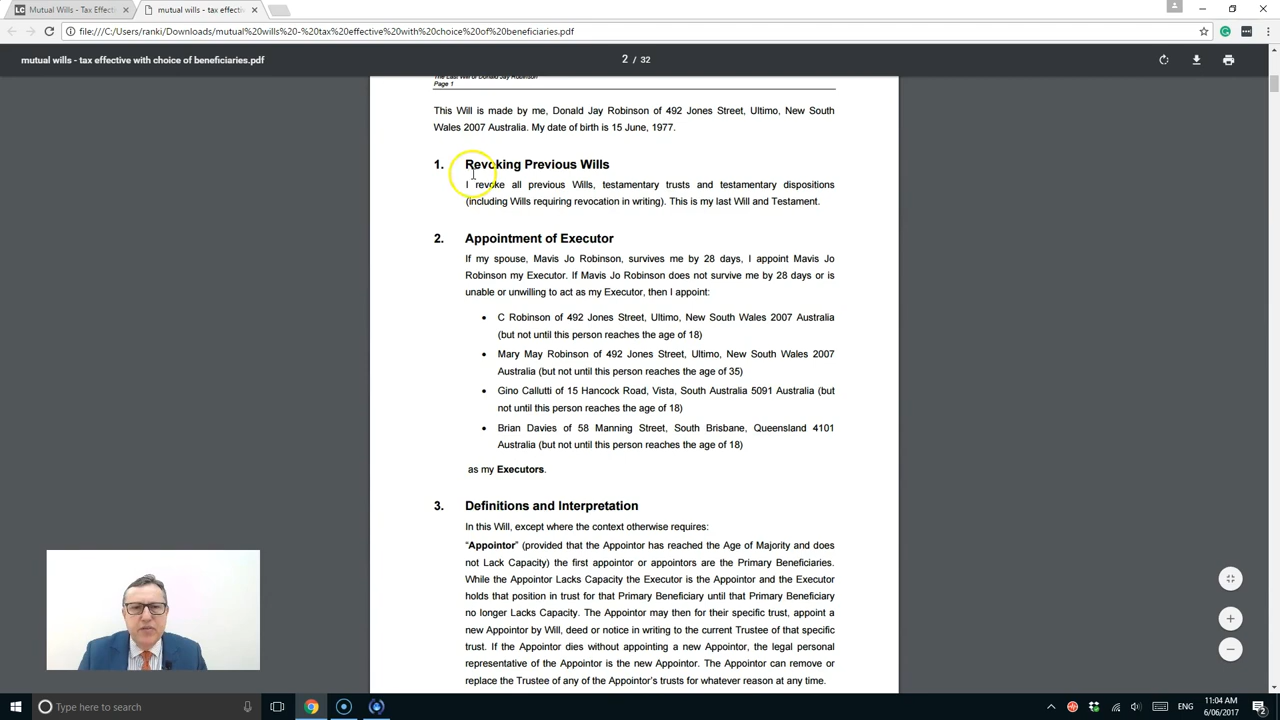 Mutual Wills - Tax Effecti
mutual wills - tax effecti
file:///C:/Users/ranki/Downloads/mutual%20wills%20-%20tax%20effective%20with%20choice%20of%20beneficiaries.pdf
mutual wills - tax effective with choice of beneficiaries.pdf
2 / 32
The Last Will of Donald Jay Robinson
Page 1
This Will is made by me, Donald Jay Robinson of 492 Jones Street, Ultimo, New South
Wales 2007 Australia. My date of birth is 15 June, 1977.
1. Revoking Previous Wills
I revoke all previous Wills, testamentary trusts and testamentary dispositions
(including Wills requiring revocation in writing). This is my last Will and Testament.
2. Appointment of Executor
If my spouse, Mavis Jo Robinson, survives me by 28 days, I appoint Mavis Jo
Robinson my Executor. If Mavis Jo Robinson does not survive me by 28 days or is
unable or unwilling to act as my Executor, then I appoint:
• C Robinson of 492 Jones Street, Ultimo, New South Wales 2007 Australia
(but not until this person reaches the age of 18)
• Mary May Robinson of 492 Jones Street, Ultimo, New South Wales 2007
Australia (but not until this person reaches the age of 35)
• Gino Callutti of 15 Hancock Road, Vista, South Australia 5091 Australia (but
not until this person reaches the age of 18)
• Brian Davies of 58 Manning Street, South Brisbane, Queensland 4101
Australia (but not until this person reaches the age of 18)
as my Executors.
3. Definitions and Interpretation
In this Will, except where the context otherwise requires:
“Appointor” (provided that the Appointor has reached the Age of Majority and does
not Lack Capacity) the first appointor or appointors are the Primary Beneficiaries.
While the Appointor Lacks Capacity the Executor is the Appointor and the Executor
holds that position in trust for that Primary Beneficiary until that Primary Beneficiary
no longer Lacks Capacity. The Appointor may then for their specific trust, appoint a
new Appointor by Will, deed or notice in writing to the current Trustee of that specific
trust. If the Appointor dies without appointing a new Appointor, the legal personal
representative of the Appointor is the new Appointor. The Appointor can remove or
replace the Trustee of any of the Appointor’s trusts for whatever reason at any time.
Type here to search
ENG
11:04 AM
6/06/2017